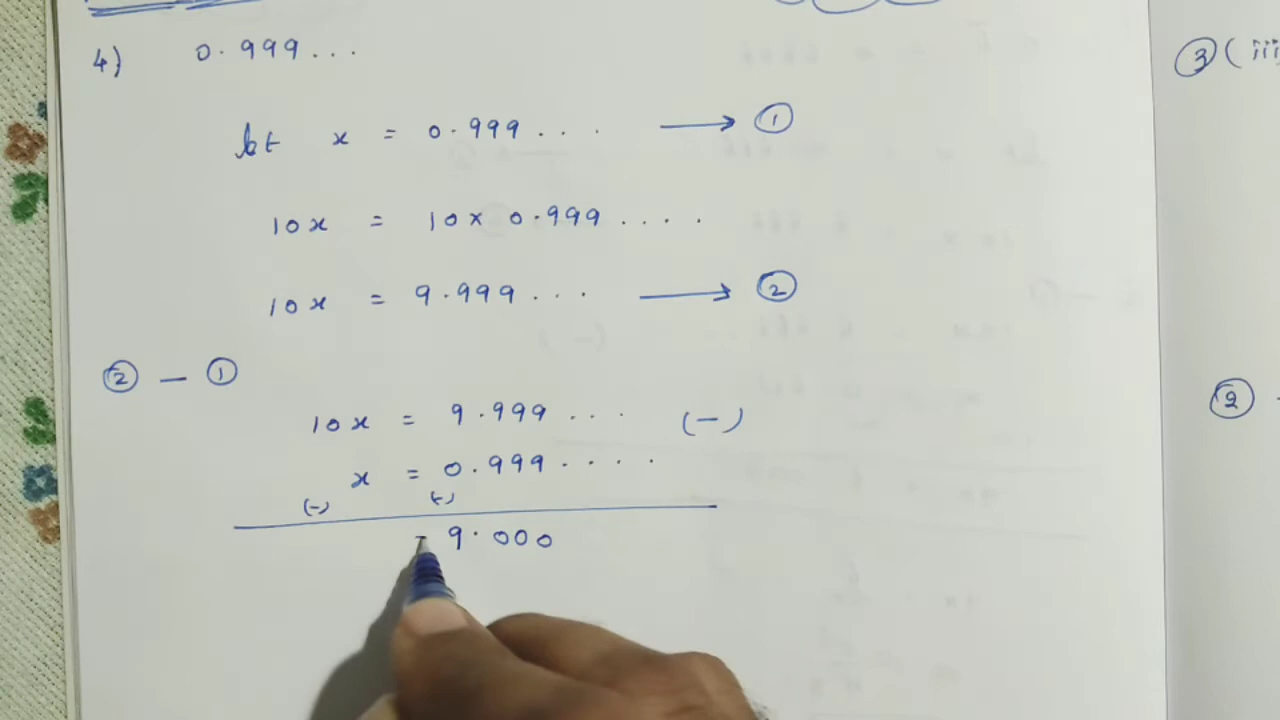 4) 0.999...
let x = 0.999.... ⟶ ①
10x = 10 x 0.999....
10x = 9.999... ⟶ ②
② — ①
10x = 9.999... (-)
x = 0.999....
(-) (-)
= 9.000
③ (iii
②